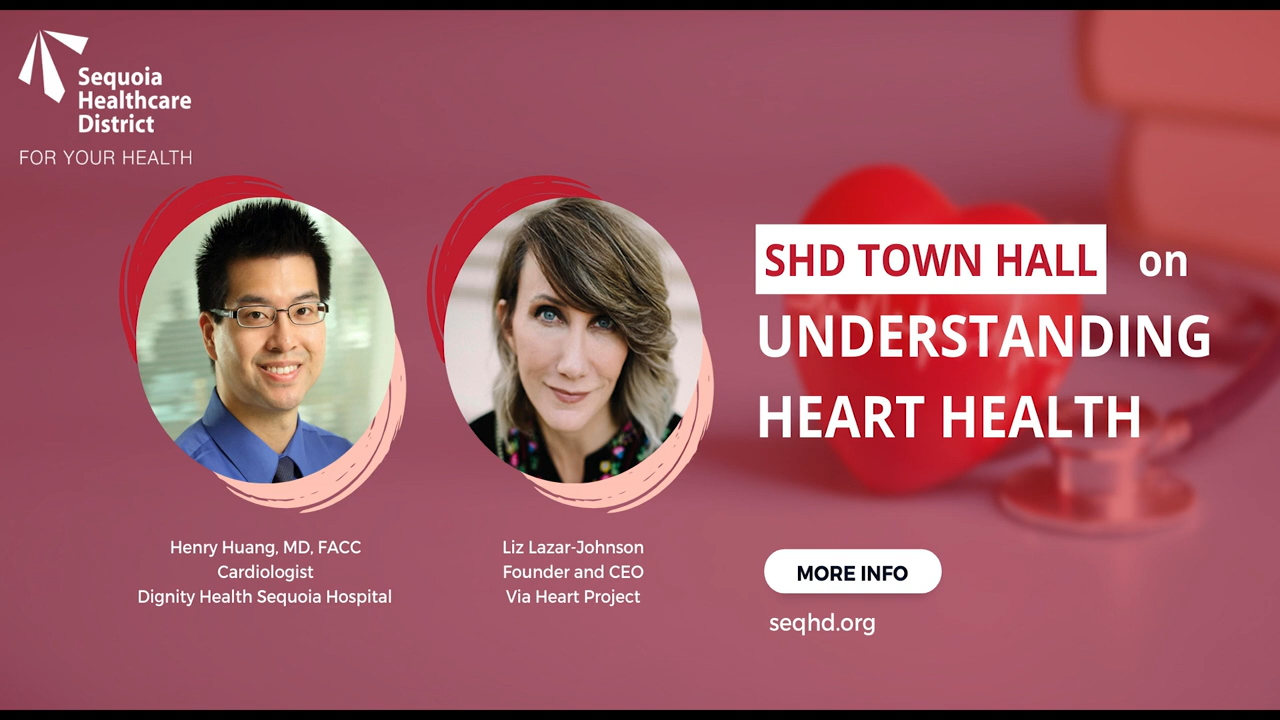 Sequoia
Healthcare
District
FOR YOUR HEALTH
SHD TOWN HALL on
UNDERSTANDING
HEART HEALTH
Henry Huang, MD, FACC
Cardiologist
Dignity Health Sequoia Hospital
Liz Lazar-Johnson
Founder and CEO
Via Heart Project
MORE INFO
seqhd.org